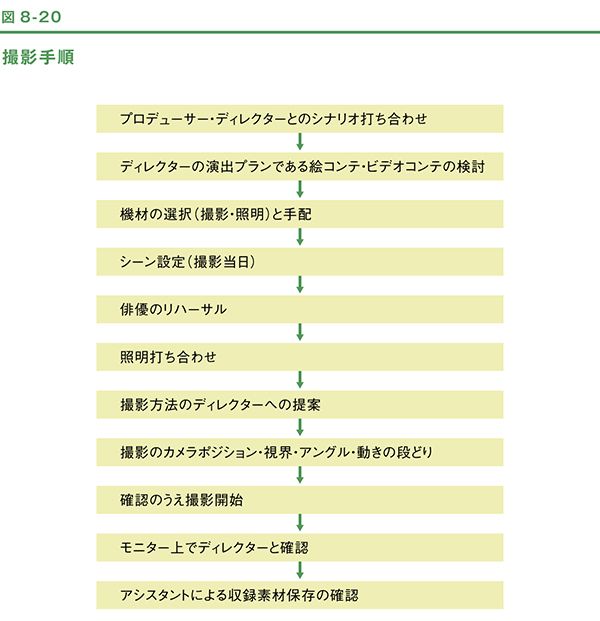 図8-20
撮影手順
プロデューサー・ディレクターとのシナリオ打ち合わせ
ディレクターの演出プランである絵コンテ・ビデオコンテの検討
機材の選択（撮影・照明）と手配
シーン設定（撮影当日）
俳優のリハーサル
照明打ち合わせ
撮影方法のディレクターへの提案
撮影のカメラポジション・視界・アングル・動きの段どり
確認のうえ撮影開始
モニター上でディレクターと確認
アシスタントによる収録素材保存の確認